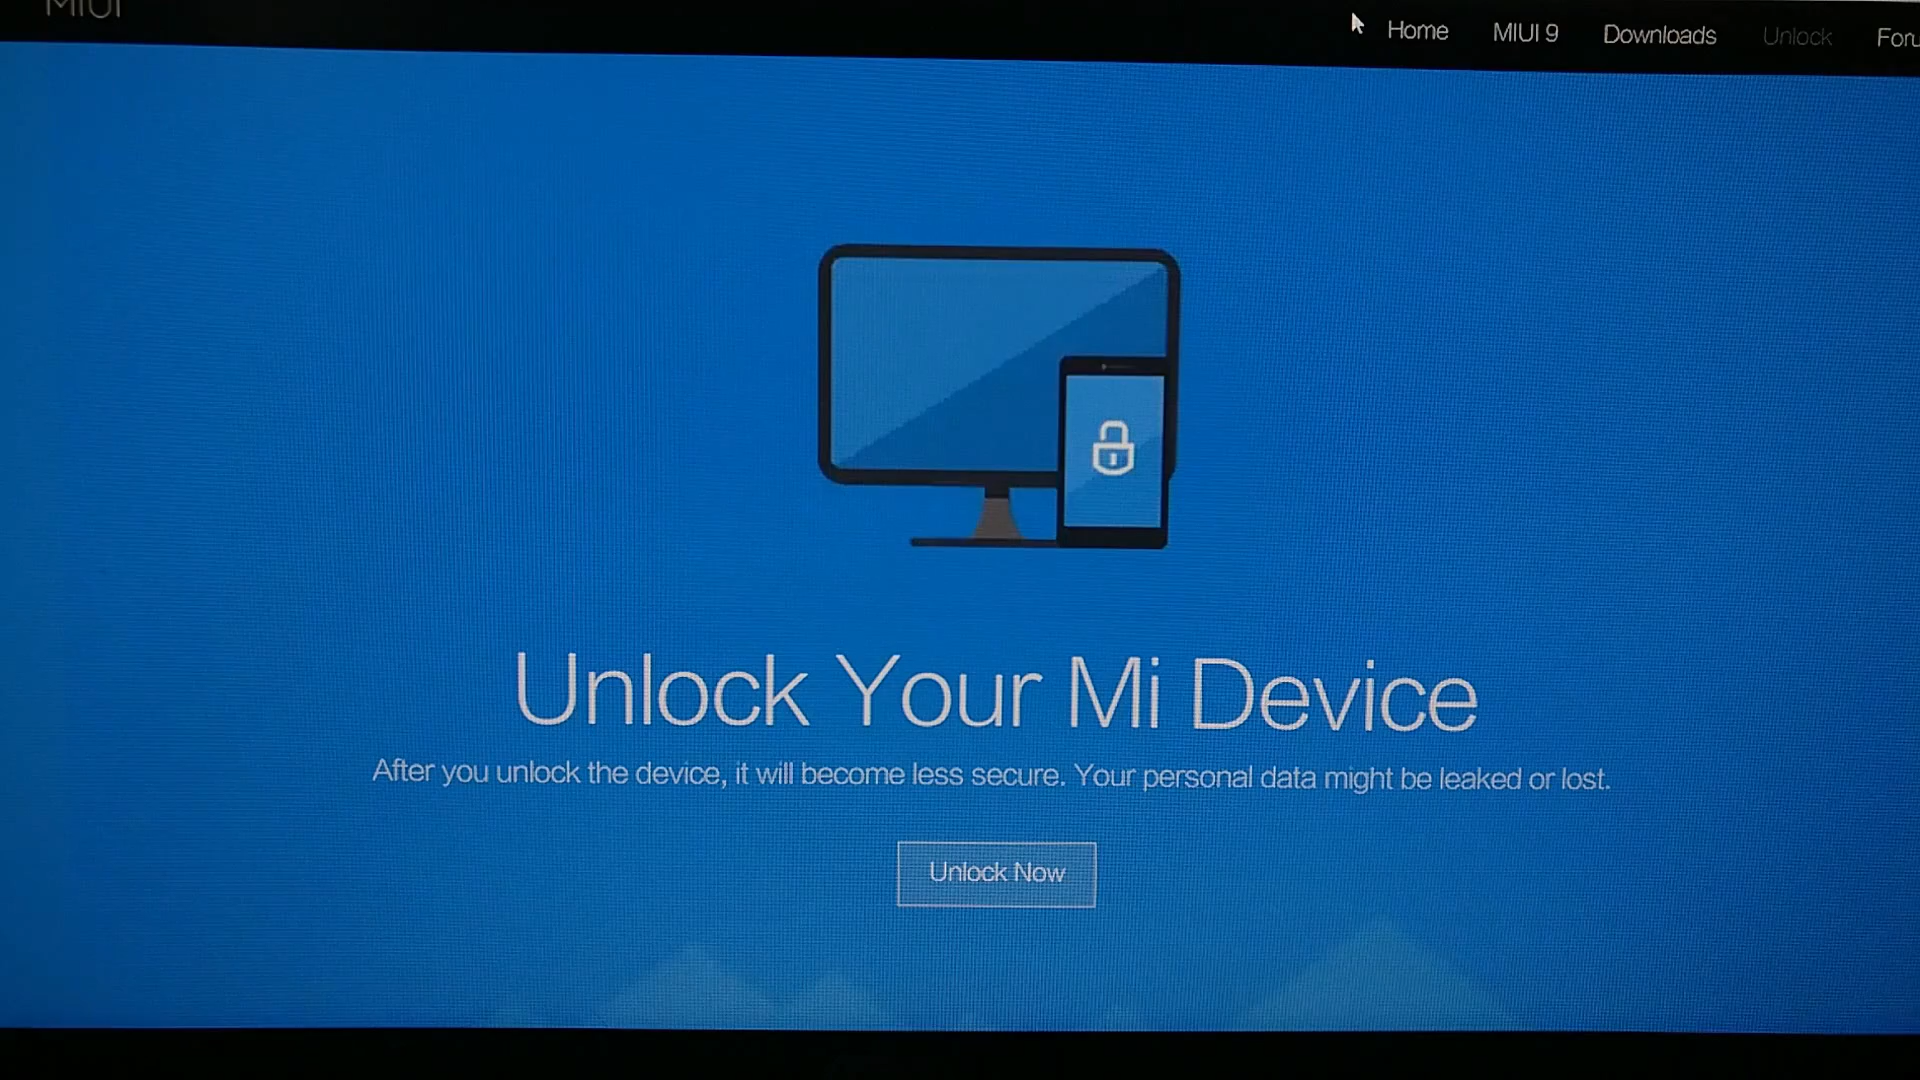 MIUI
Home MIUI 9 Downloads Unlock
Unlock Your Mi Device
After you unlock the device, it will become less secure. Your personal data might be leaked or lost.
Unlock Now